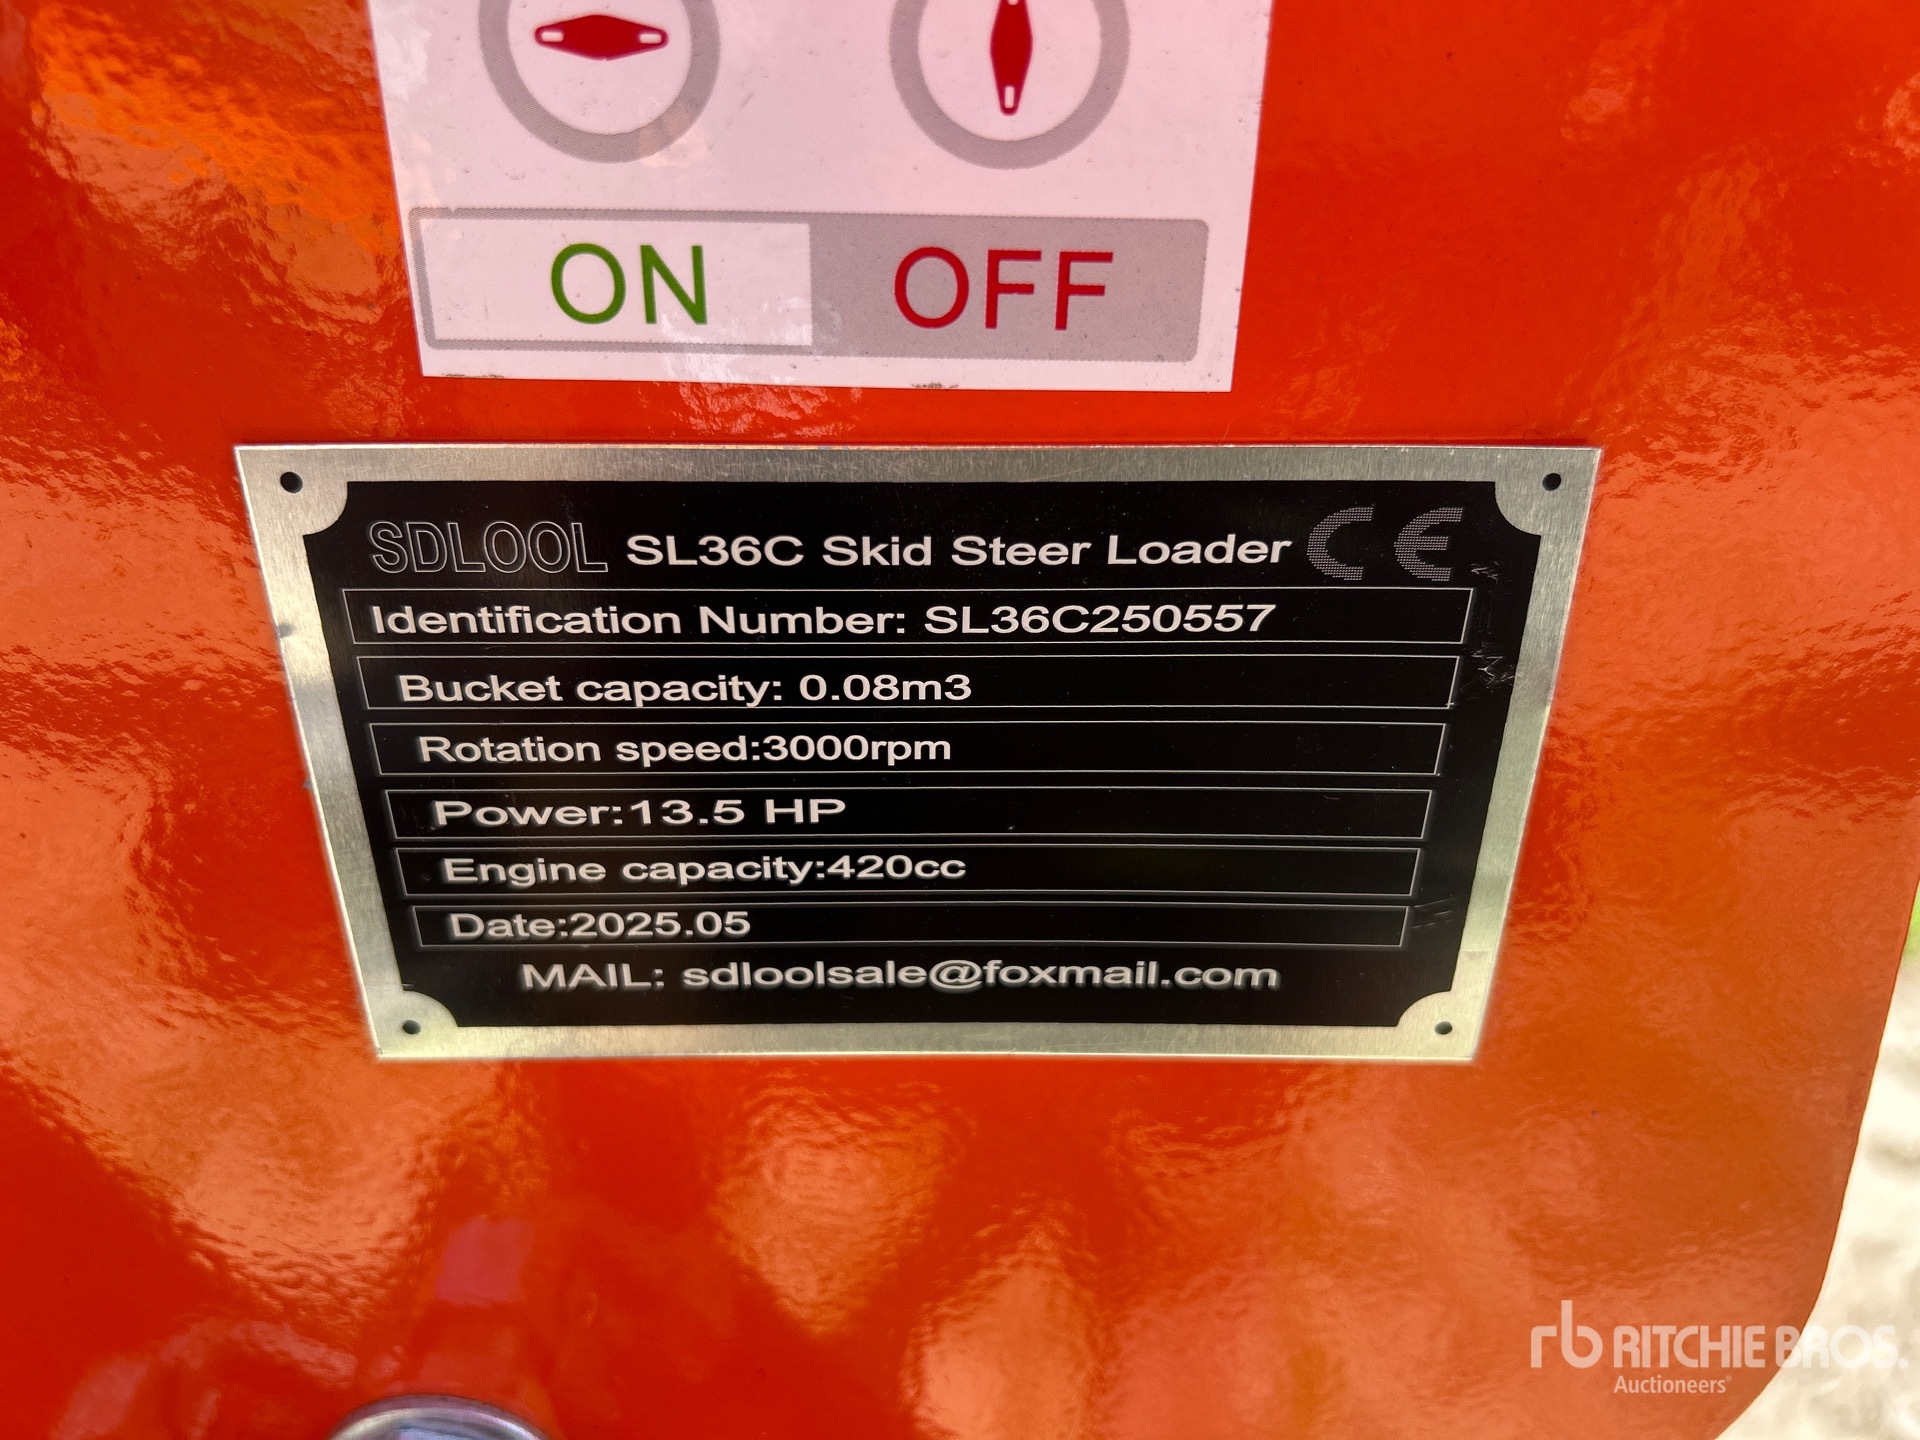 ON OFF
SDLOOL SL36C Skid Steer Loader CE
Identification Number: SL36C250557
Bucket capacity: 0.08m3
Rotation speed:3000rpm
Power:13.5 HP
Engine capacity:420cc
Date:2025.05
MAIL: sdloolsale@foxmail.com
rb RITCHIE BROS.
Auctioneers®